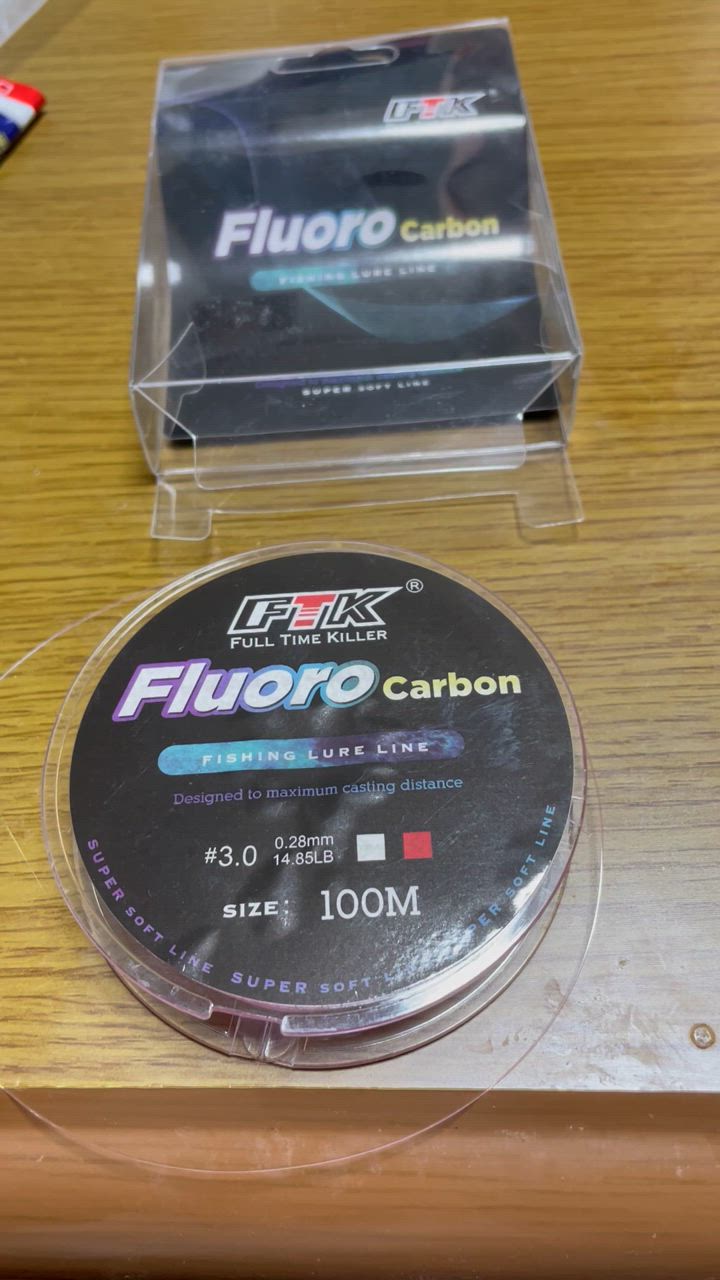 FTK
Fluoro Carbon
FISHING LURE LINE
SUPER SOFT LINE
FTK®
FULL TIME KILLER
Fluoro Carbon
FISHING LURE LINE
Designed to maximum casting distance
#3.0 0.28mm
14.85LB
SIZE: 100M
SUPER SOFT LINE SUPER SOFT LINE SUPER SOFT LINE